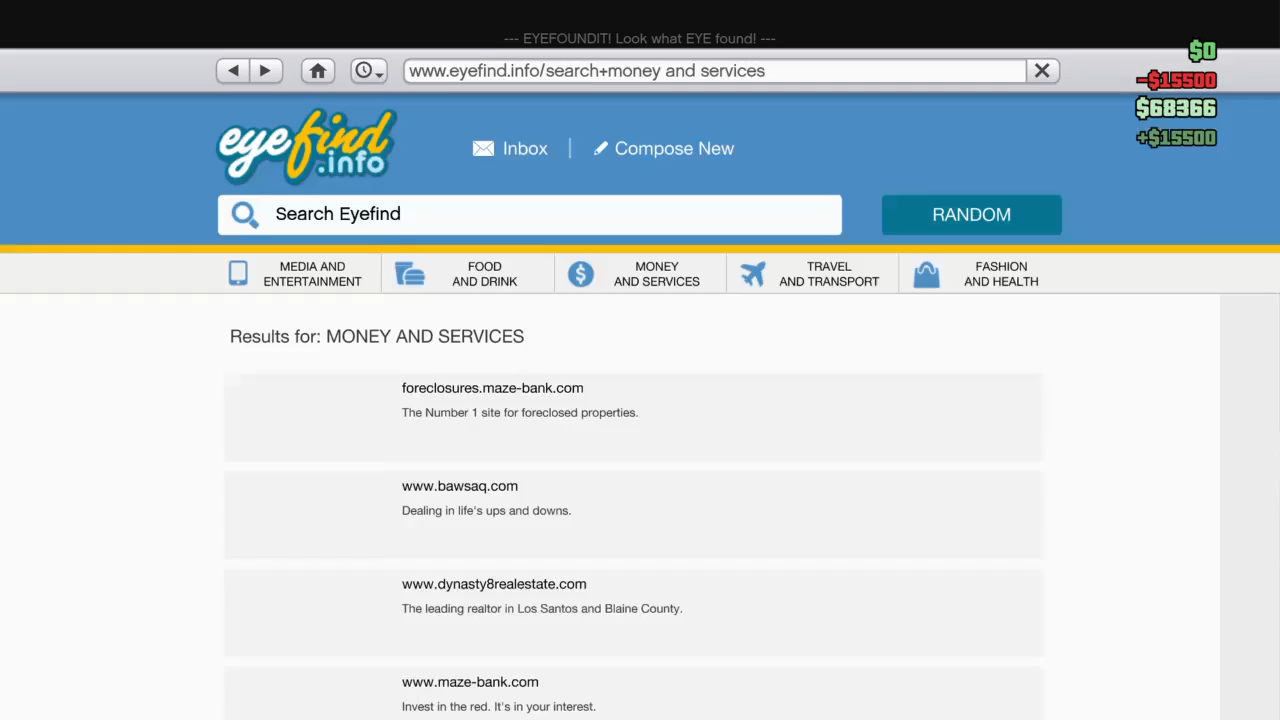 --- EYEFOUNDIT! Look what EYE found! ---
www.eyefind.info/search+money and services
$0
-$15500
$68366
+$15500
eyefind
.info
Inbox
Compose New
Search Eyefind
RANDOM
MEDIA AND
ENTERTAINMENT
FOOD
AND DRINK
MONEY
AND SERVICES
TRAVEL
AND TRANSPORT
FASHION
AND HEALTH
Results for: MONEY AND SERVICES
foreclosures.maze-bank.com
The Number 1 site for foreclosed properties.
www.bawsaq.com
Dealing in life's ups and downs.
www.dynasty8realestate.com
The leading realtor in Los Santos and Blaine County.
www.maze-bank.com
Invest in the red. It's in your interest.